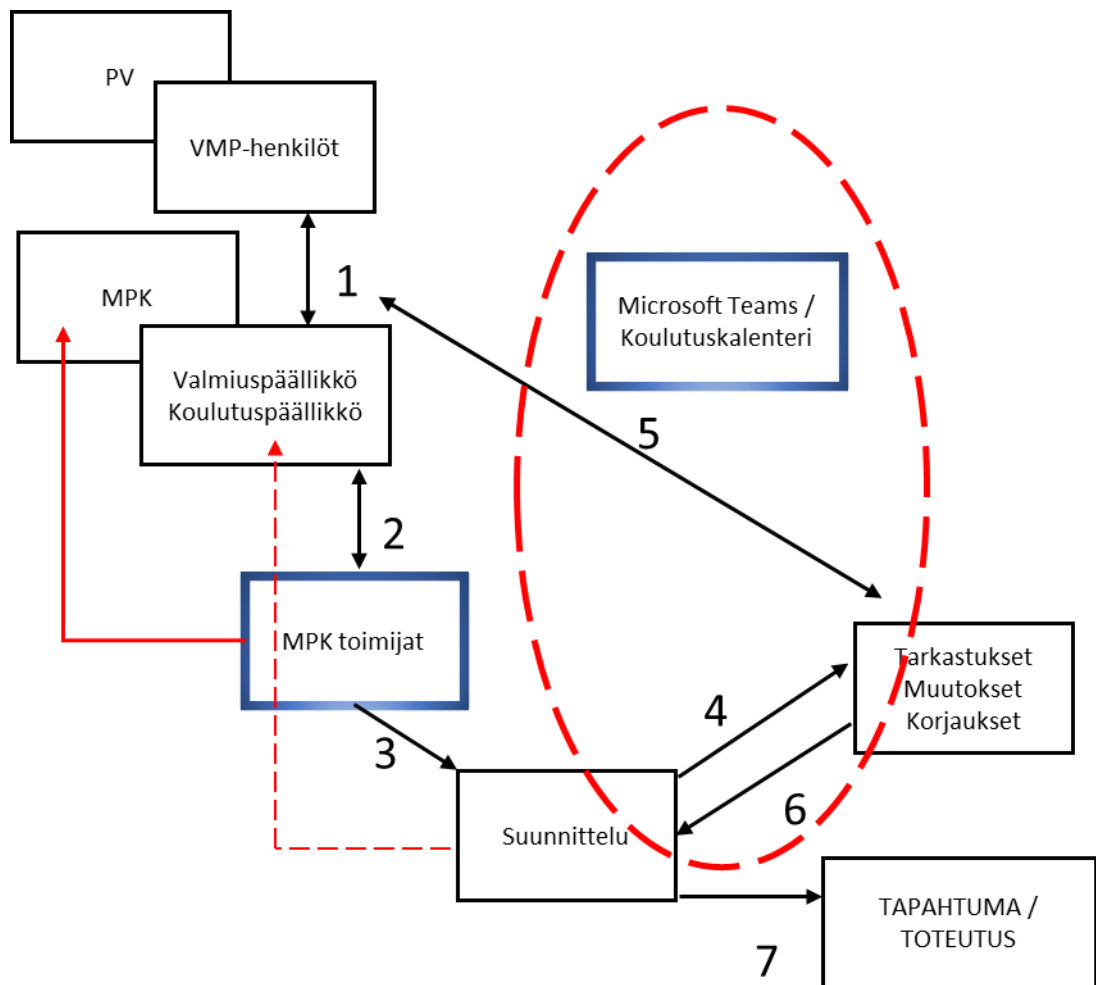 PV
VMP-henkilöt
MPK
1
Microsoft Teams /
Koulutuskalenteri
Valmiuspäällikkö
Koulutuspäällikkö
5
2
MPK toimijat
Tarkastukset
Muutokset
Korjaukset
4
3
6
Suunnittelu
TAPAHTUMA /
TOTEUTUS
7